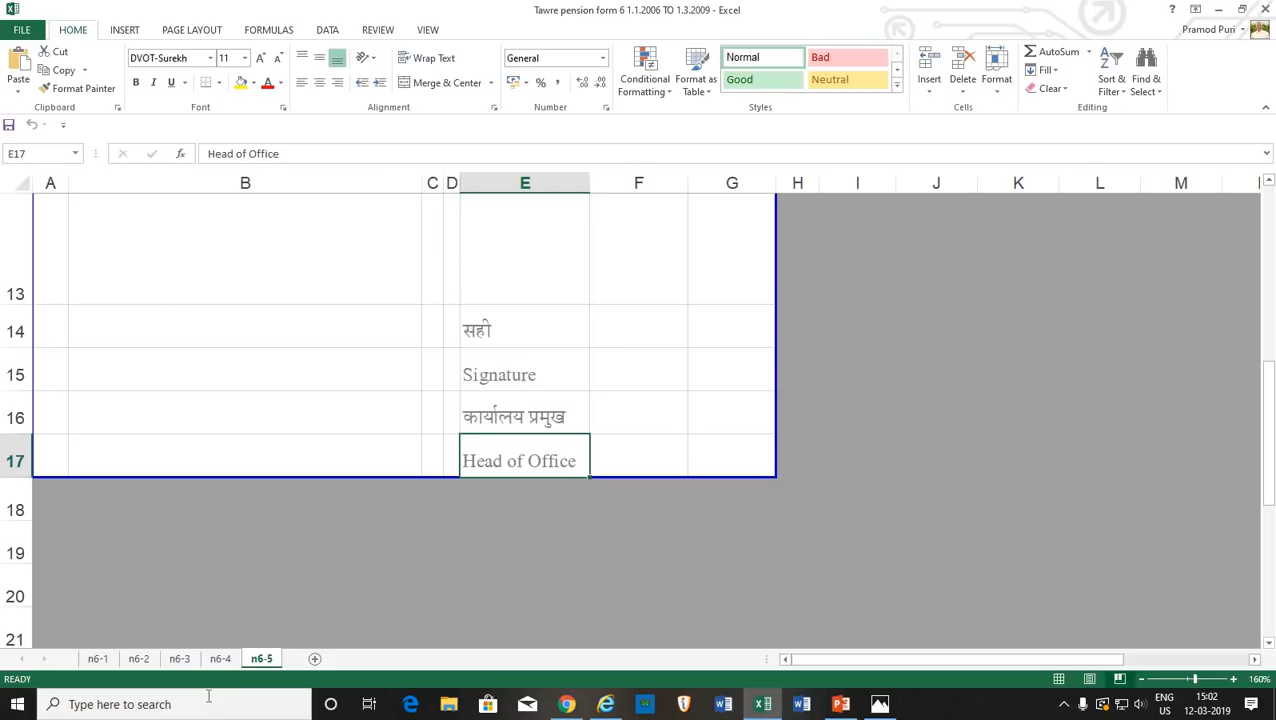 Tawre pension form 6 1.1.2006 TO 1.3.2009 - Excel
FILE HOME INSERT PAGE LAYOUT FORMULAS DATA REVIEW VIEW Pramod Puri
Paste Cut Copy Format Painter
Clipboard
DVOT-Surekh 11
B I U
Font
Wrap Text
Merge & Center
Alignment
General
%
Number
Conditional Formatting
Format as Table
Normal Bad
Good Neutral
Styles
Insert Delete Format
Cells
AutoSum
Fill
Clear
Sort & Filter
Find & Select
Editing
E17 fx Head of Office
A B C D E F G H I J K L M
13
14 सही
15 Signature
16 कार्यालय प्रमुख
17 Head of Office
18
19
20
21
n6-1 n6-2 n6-3 n6-4 n6-5
READY 160%
Type here to search
ENG 15:02
US 12-03-2019